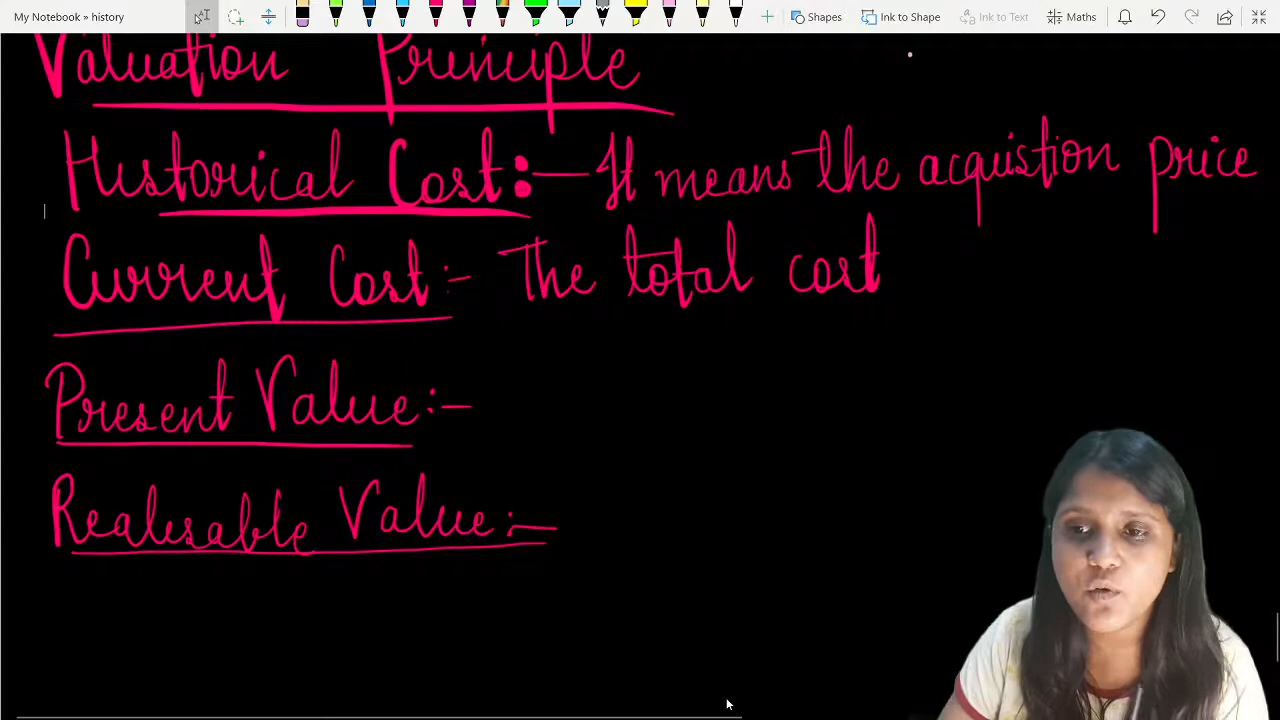 My Notebook » history
Shapes
Ink to Shape
Ink to Text
Maths
Valuation Principle
Historical Cost:- It means the acquistion price
Current Cost:- The total cost
Present Value:-
Realisable Value:-